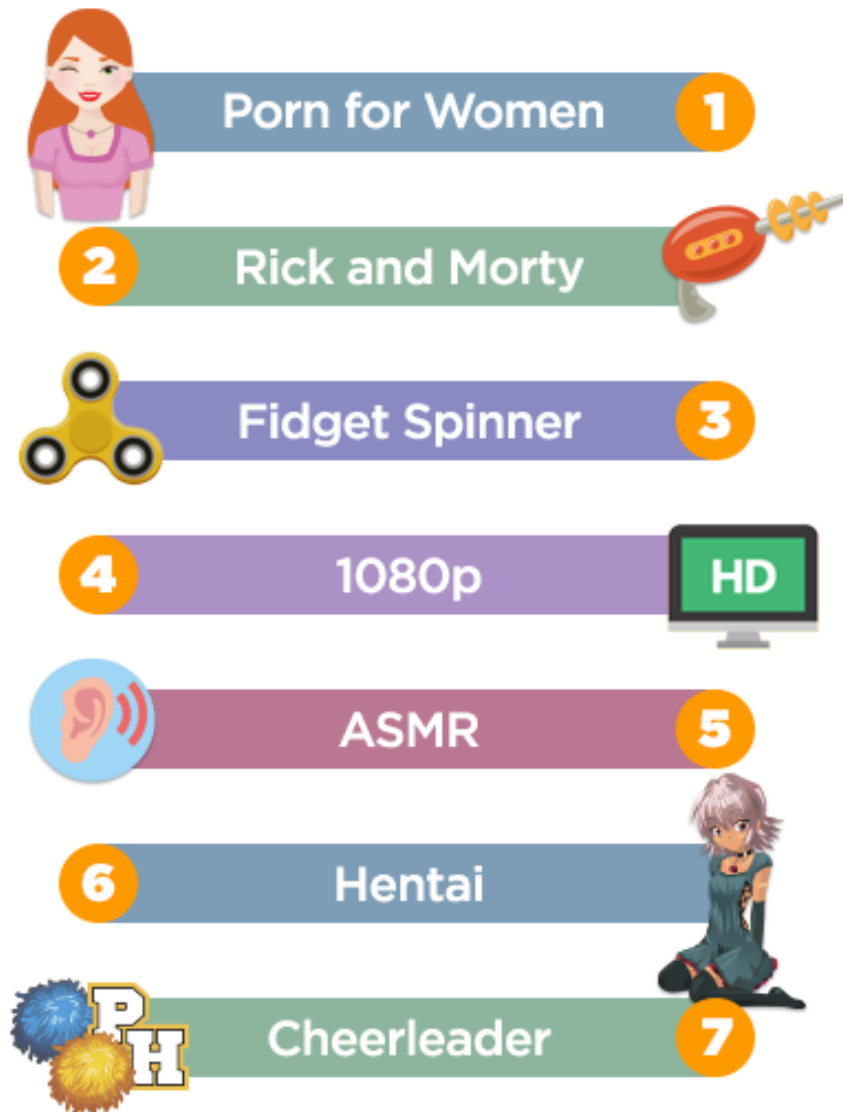 Porn for Women 1
2 Rick and Morty
Fidget Spinner 3
4 1080p HD
ASMR 5
6 Hentai
PH Cheerleader 7